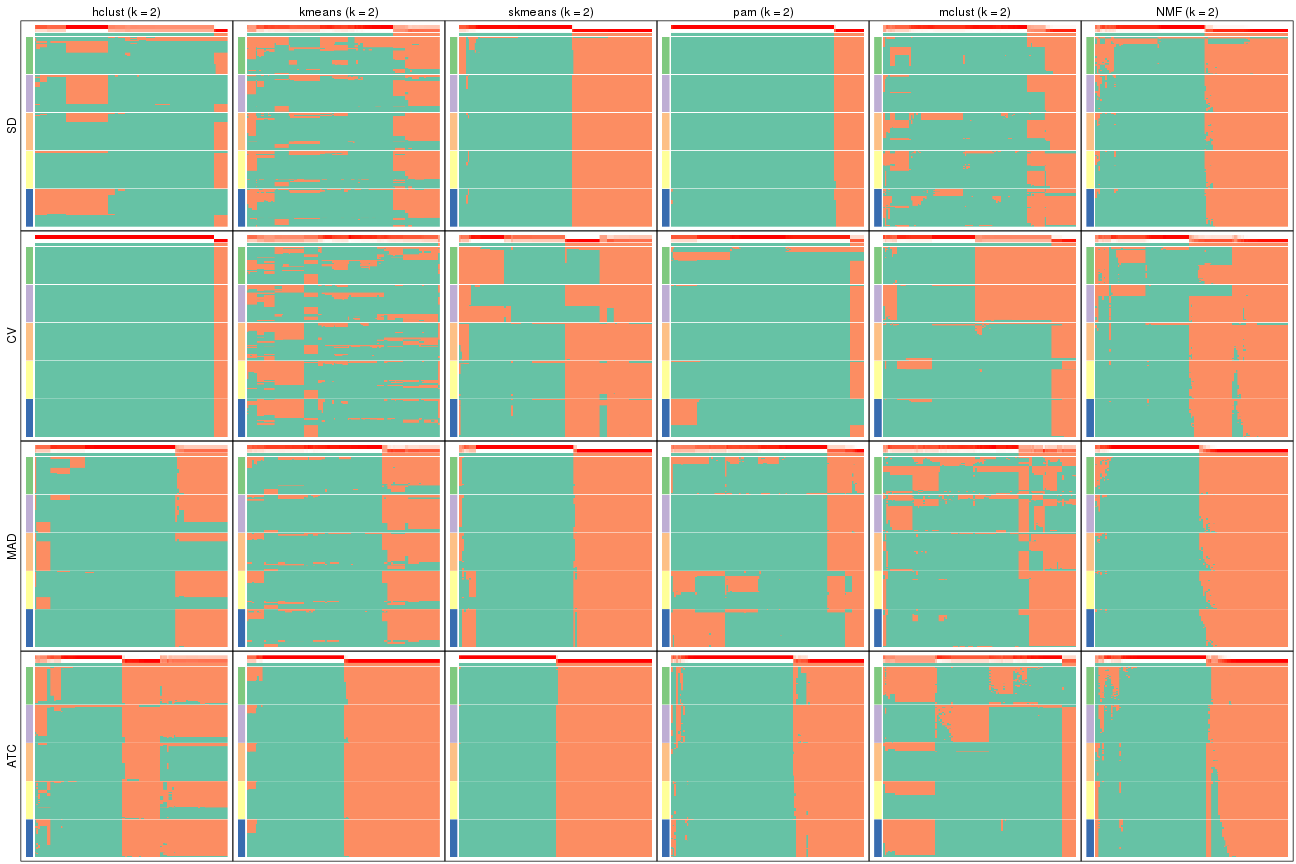 hclust (k = 2) kmeans (k = 2) skmeans (k = 2) pam (k = 2) mclust (k = 2) NMF (k = 2)
SD
CV
MAD
ATC